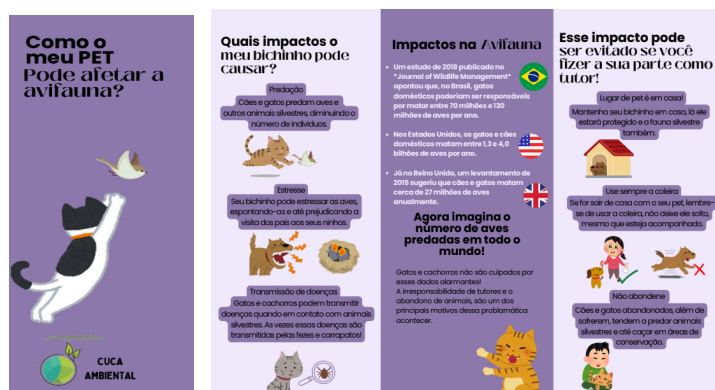 Como o
meu PET
Pode afetar a
avifauna?
CUCA
AMBIENTAL
Quais impactos o
meu bichinho pode
causar?
Predação
Cães e gatos predam aves e
outros animais silvestres, diminuindo o
número de indivíduos.
Estresse
Seu bichinho pode estressar as aves,
espantando-as e até prejudicando a
visita dos pais aos seus ninhos.
Transmissão de doenças
Gatos e cachorros podem transmitir
doenças quando em contato com animais
silvestres. As vezes essas doenças são
transmitidas pelas fezes e carrapatos!
Impactos na Avifauna
Um estudo de 2016 publicado no
"Journal of Wildlife Management"
apontou que, no Brasil, gatos
domésticos poderiam ser responsáveis
por matar entre 70 milhões e 130
milhões de aves por ano.
Nos Estados Unidos, os gatos e cães
domésticos matam entre 1,3 e 4,0
bilhões de aves por ano.
Já no Reino Unido, um levantamento de
2015 sugeriu que cães e gatos matam
cerca de 27 milhões de aves
anualmente.
Agora imagina o
número de aves
predadas em todo o
mundo!
Gatos e cachorros não são culpados por
esses dados alarmantes!
A irresponsabilidade de tutores e o
abandono de animais, são um dos
principais motivos dessa problemática
acontecer.
Esse impacto pode
ser evitado se você
fizer a sua parte como
tutor!
Lugar de pet é em casa!
Mantenha seu bichinho em casa, lá ele
estará protegido e a fauna silvestre
também.
Use sempre a coleira
Se for sair de casa com o seu pet, lembre-
se de usar a coleira, não deixe ele solto,
mesmo que esteja acompanhado.
Não abandone
Cães e gatos abandonados, além de
sofrerem, tendem a predar animais
silvestres e até caçar em áreas de
conservação.